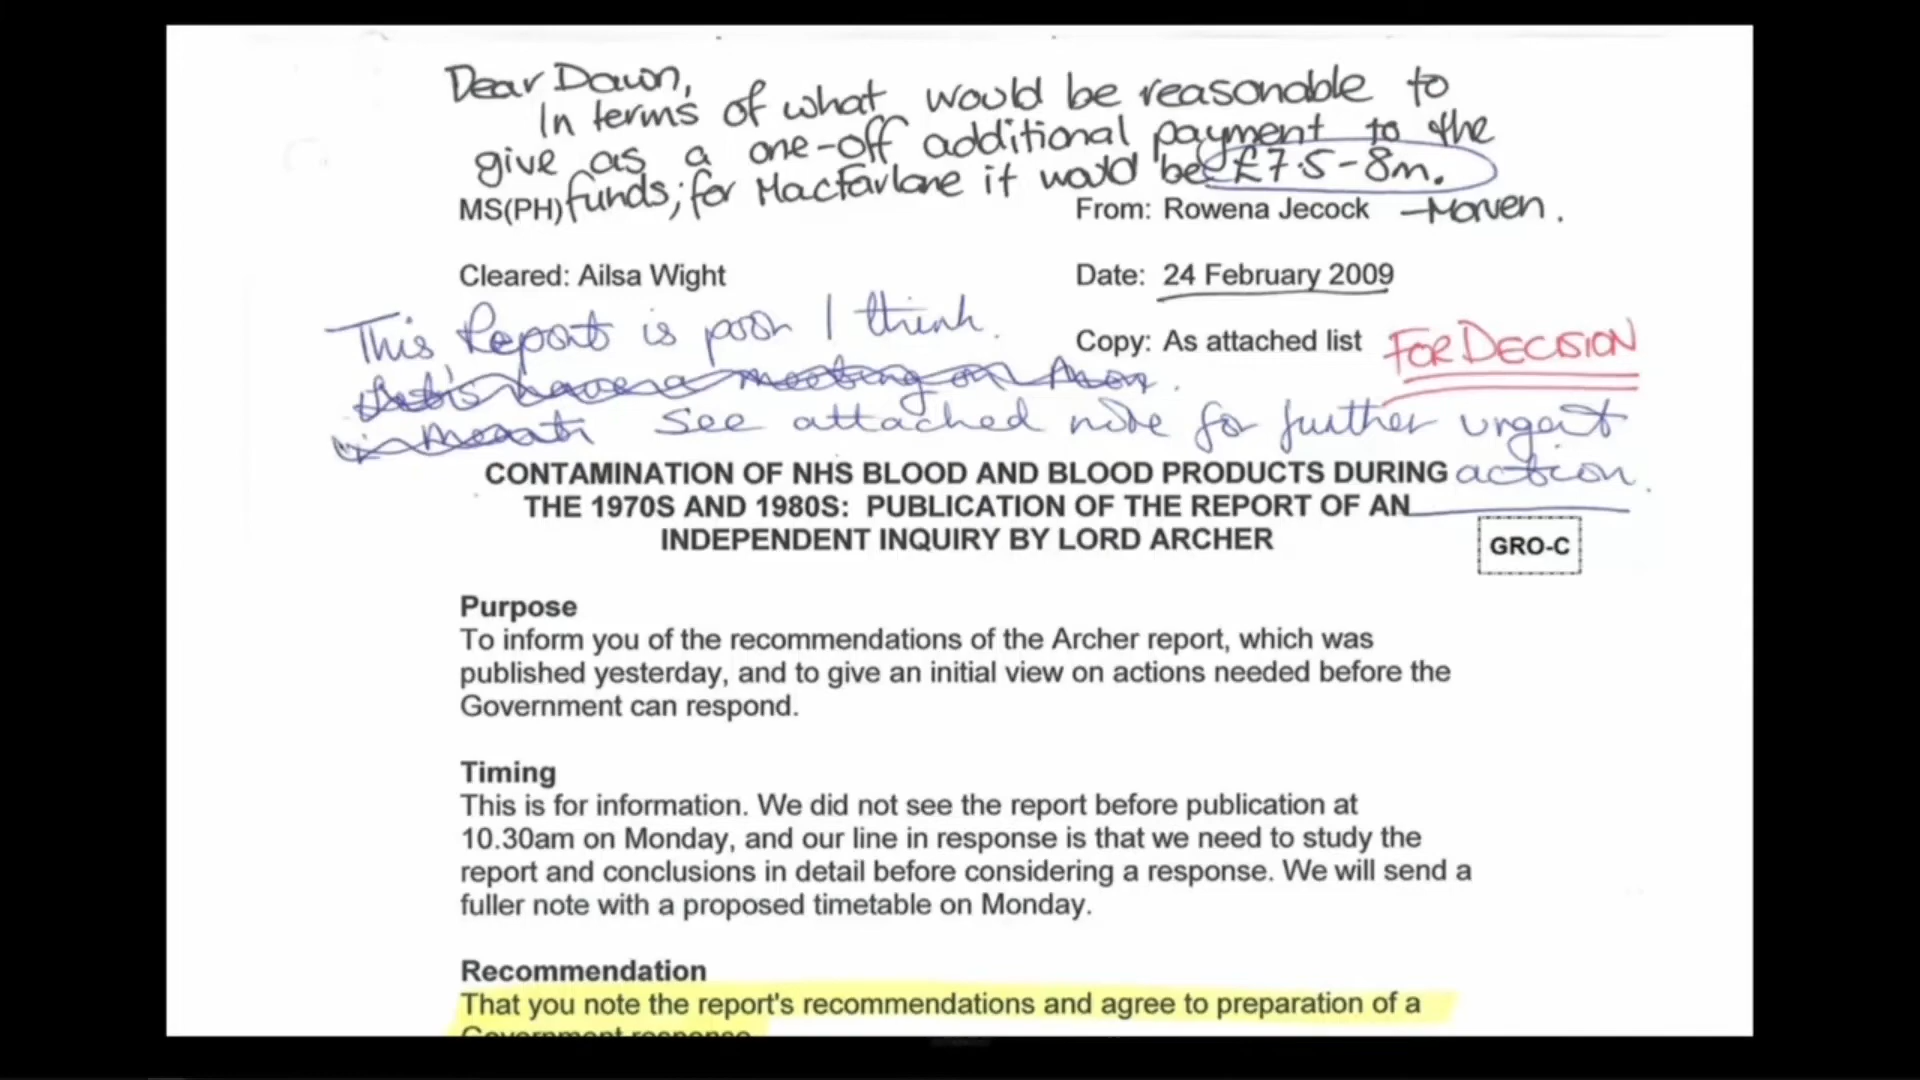 Dear Dawn,
In terms of what would be reasonable to
give as a one-off additional payment to the
funds; for MacFarlane it would be £7.5-8m.
MS(PH)
From: Rowena Jecock -Morven.
Cleared: Ailsa Wight
Date: 24 February 2009
This Report is poor I think.
Copy: As attached list
FOR DECISION
Let's have a meeting on
See attached note for further urgent
action.
CONTAMINATION OF NHS BLOOD AND BLOOD PRODUCTS DURING
THE 1970S AND 1980S: PUBLICATION OF THE REPORT OF AN
INDEPENDENT INQUIRY BY LORD ARCHER
GRO-C
Purpose
To inform you of the recommendations of the Archer report, which was
published yesterday, and to give an initial view on actions needed before the
Government can respond.
Timing
This is for information. We did not see the report before publication at
10.30am on Monday, and our line in response is that we need to study the
report and conclusions in detail before considering a response. We will send a
fuller note with a proposed timetable on Monday.
Recommendation
That you note the report's recommendations and agree to preparation of a
Government response